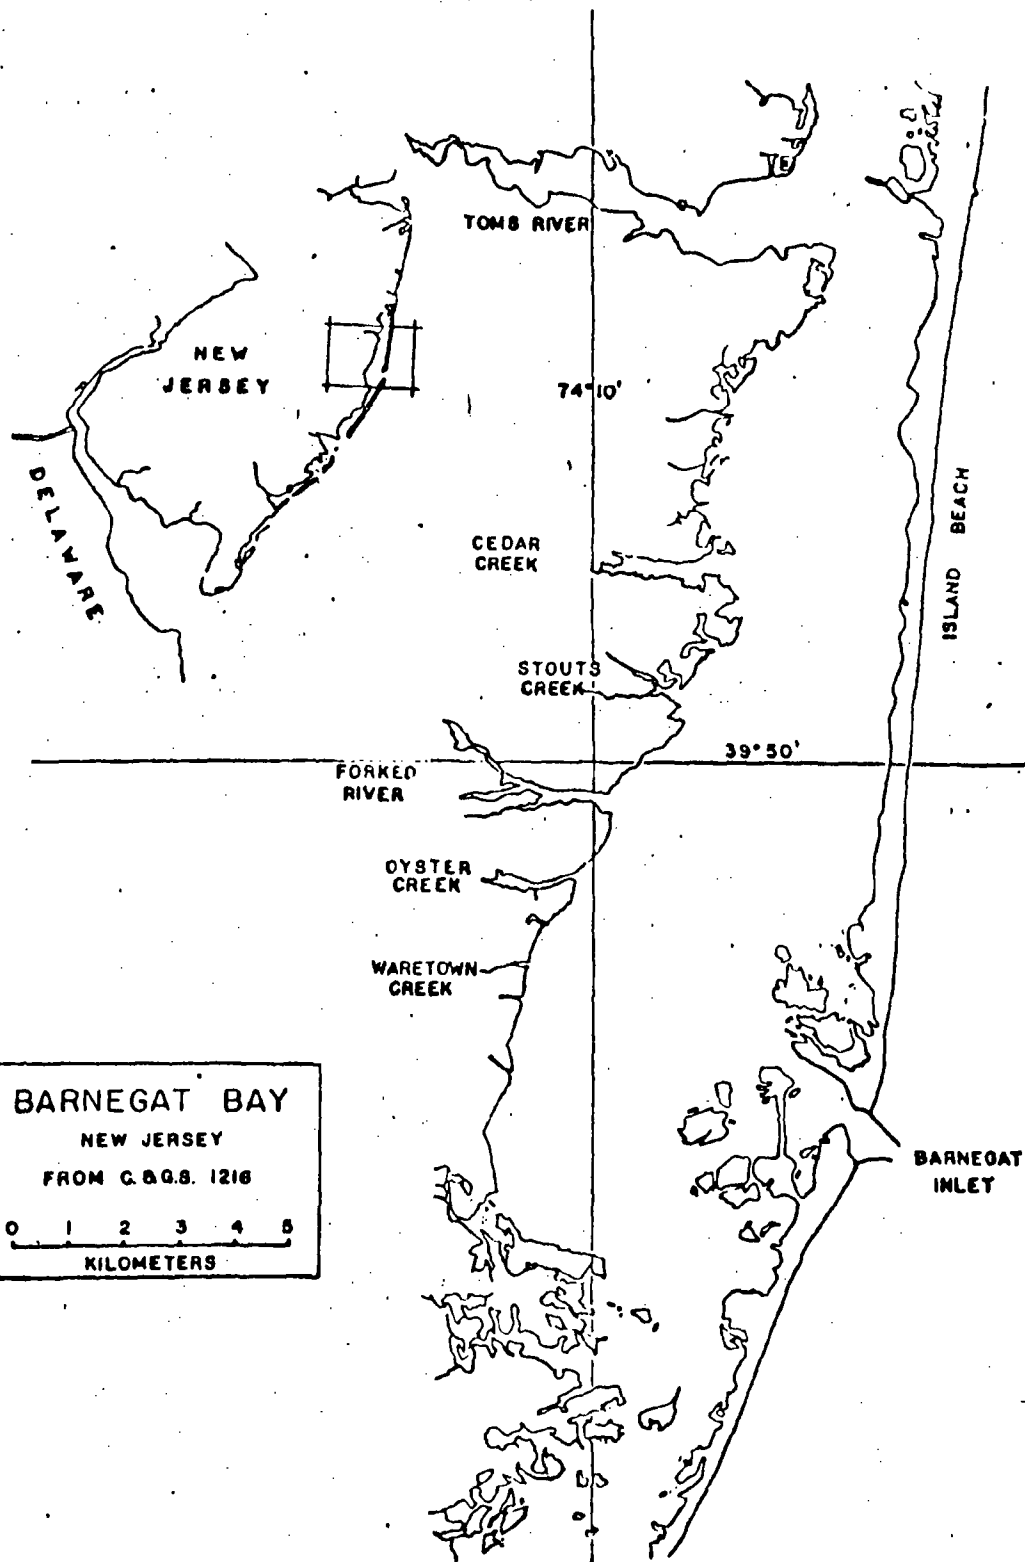 TOMS RIVER
NEW
JERSEY
74°10'
DELAWARE
ISLAND BEACH
CEDAR
CREEK
STOUTS
CREEK
39°50'
FORKED
RIVER
OYSTER
CREEK
WARETOWN
CREEK
BARNEGAT BAY
NEW JERSEY
FROM C.&G.S. 1216
0 1 2 3 4 5
KILOMETERS
BARNEGAT
INLET